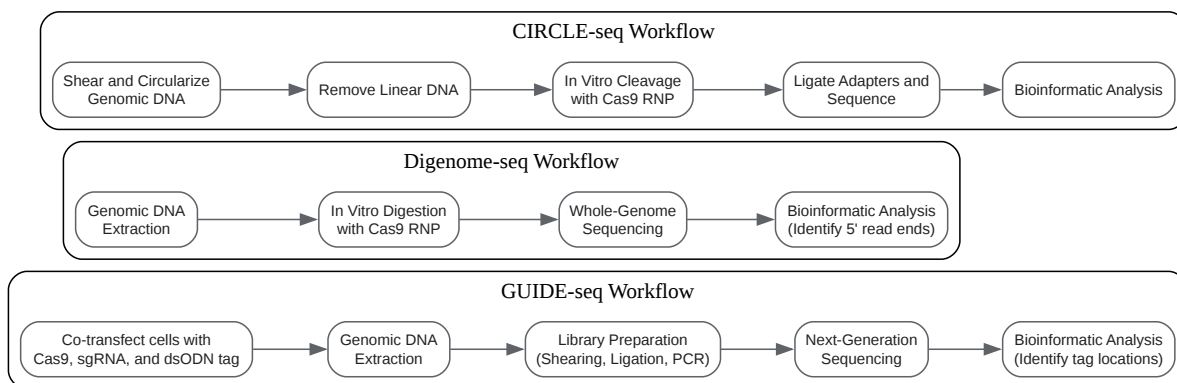 CIRCLE-seq Workflow
Shear and Circularize
Genomic DNA
Remove Linear DNA
In Vitro Cleavage
with Cas9 RNP
Ligate Adapters and
Sequence
Bioinformatic Analysis
Digenome-seq Workflow
Genomic DNA
Extraction
In Vitro Digestion
with Cas9 RNP
Whole-Genome
Sequencing
Bioinformatic Analysis
(Identify 5' read ends)
GUIDE-seq Workflow
Co-transfect cells with
Cas9, sgRNA, and dsODN tag
Genomic DNA
Extraction
Library Preparation
(Shearing, Ligation, PCR)
Next-Generation
Sequencing
Bioinformatic Analysis
(Identify tag locations)